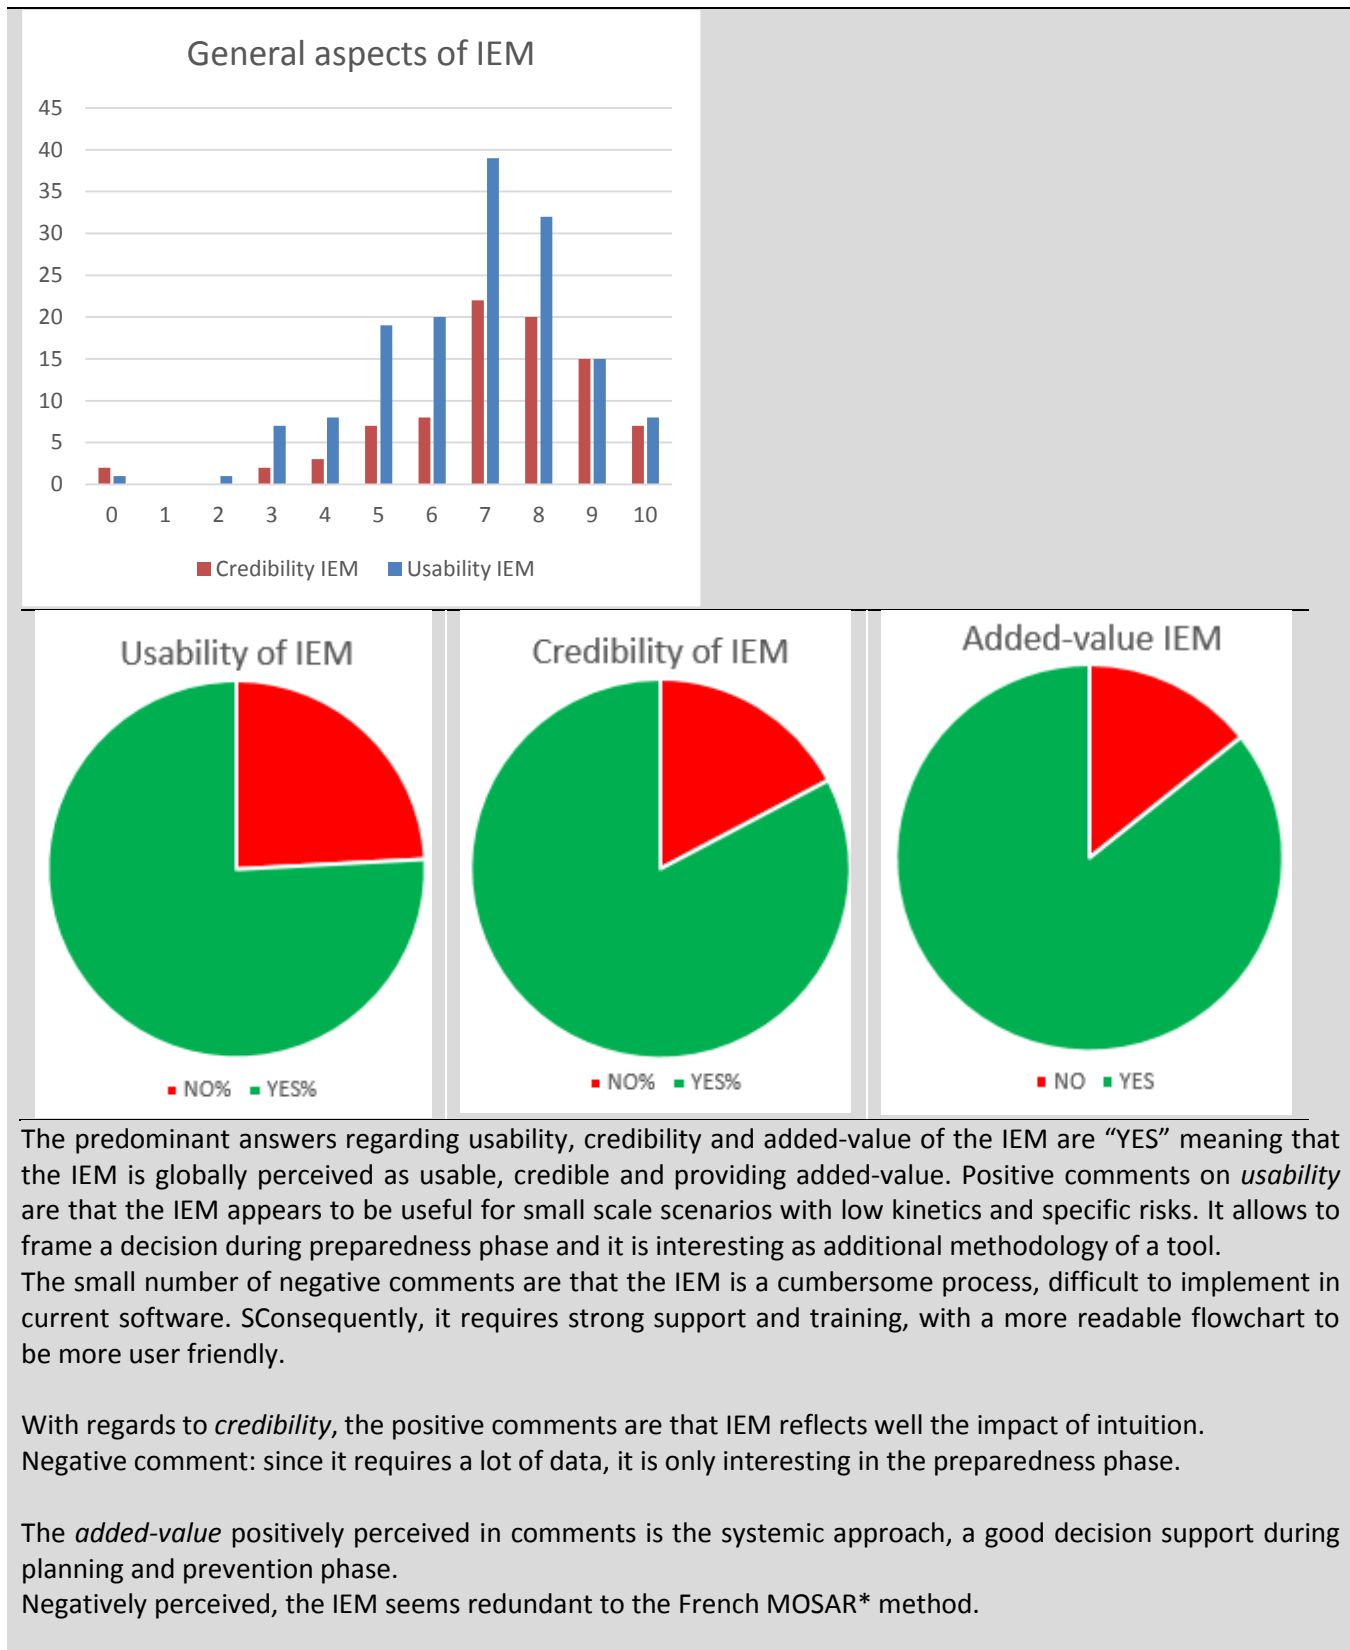 General aspects of IEM
45
40
35
30
25
20
15
10
5
0
0 1 2 3 4 5 6 7 8 9 10
Credibility IEM Usability IEM
Usability of IEM
NO% YES%
Credibility of IEM
NO% YES%
Added-value IEM
NO YES
The predominant answers regarding usability, credibility and added-value of the IEM are “YES” meaning that
the IEM is globally perceived as usable, credible and providing added-value. Positive comments on usability
are that the IEM appears to be useful for small scale scenarios with low kinetics and specific risks. It allows to
frame a decision during preparedness phase and it is interesting as additional methodology of a tool.
The small number of negative comments are that the IEM is a cumbersome process, difficult to implement in
current software. SConsequently, it requires strong support and training, with a more readable flowchart to
be more user friendly.
With regards to credibility, the positive comments are that IEM reflects well the impact of intuition.
Negative comment: since it requires a lot of data, it is only interesting in the preparedness phase.
The added-value positively perceived in comments is the systemic approach, a good decision support during
planning and prevention phase.
Negatively perceived, the IEM seems redundant to the French MOSAR* method.